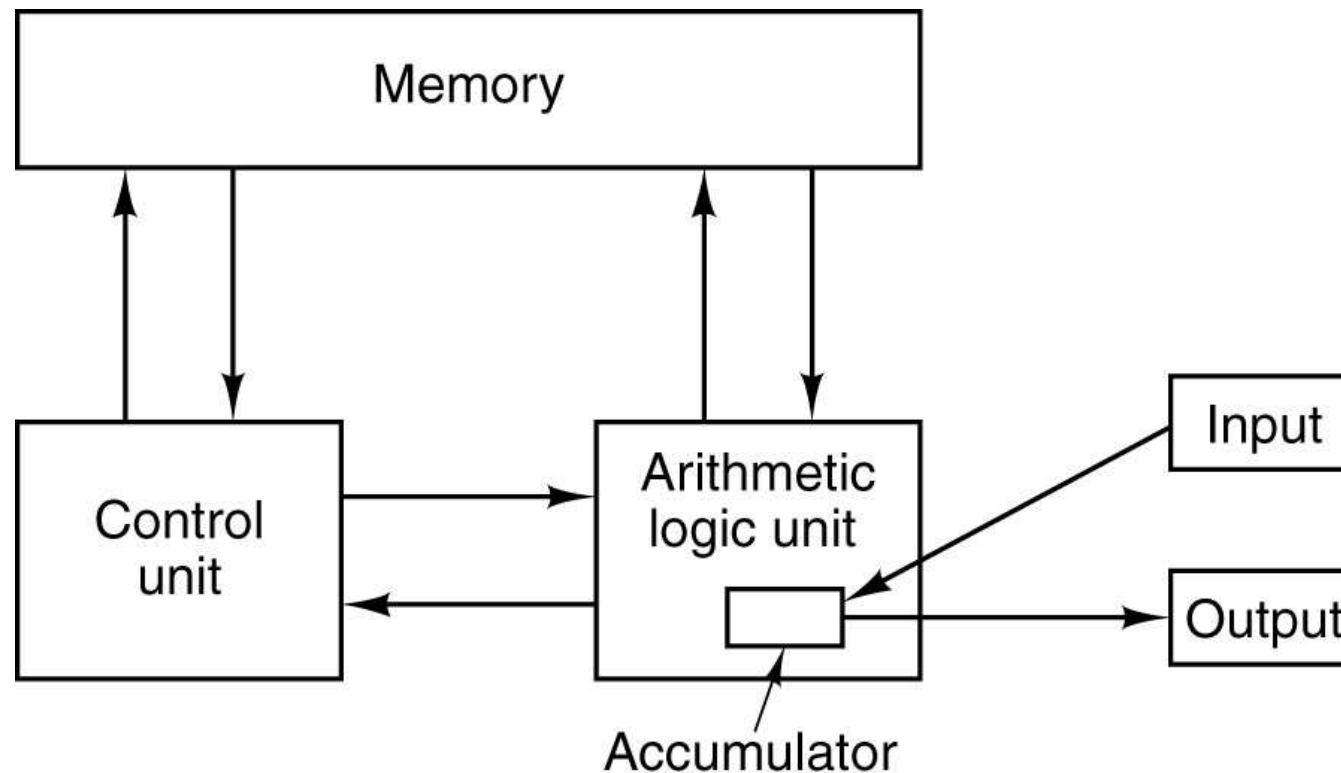 Memory
Control
unit
Arithmetic
logic unit
Input
Output
Accumulator